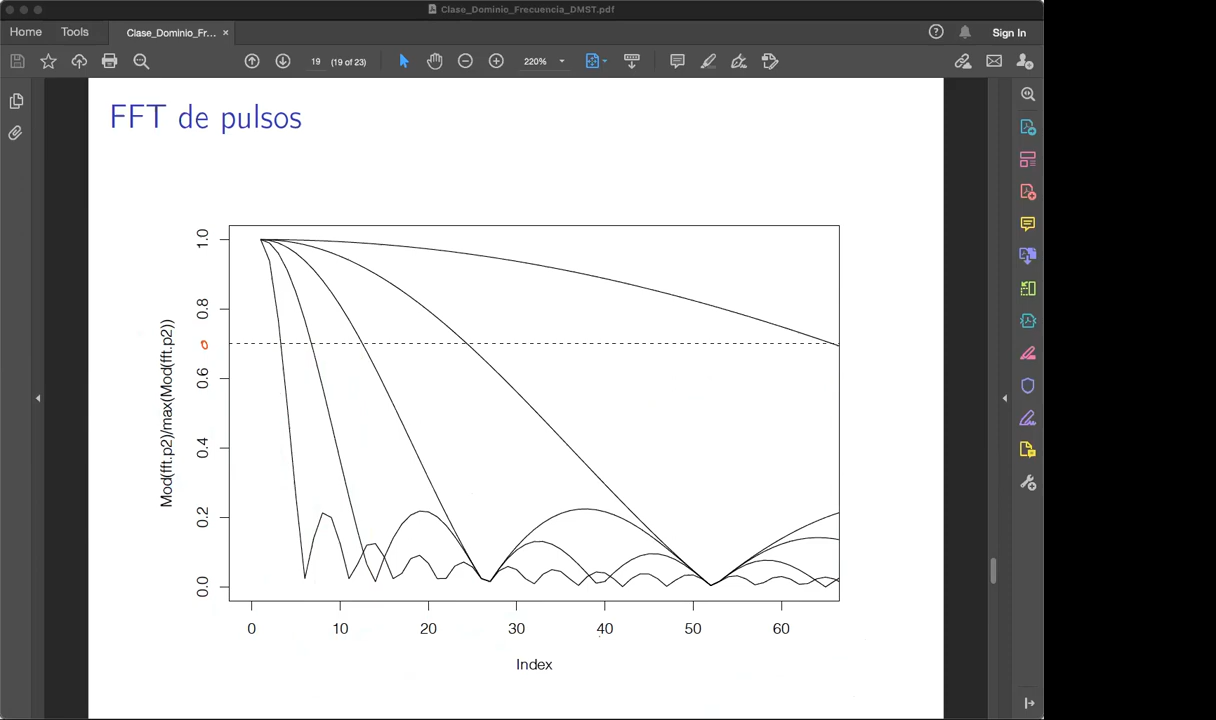 Clase_Dominio_Frecuencia_DMST.pdf
Home Tools Clase_Dominio_Fr... × Sign In
19 (19 of 23) 220%
FFT de pulsos
Mod(fft.p2)/max(Mod(fft.p2))
1.0
0.8
0
0.6
0.4
0.2
0.0
0 10 20 30 40 50 60
Index